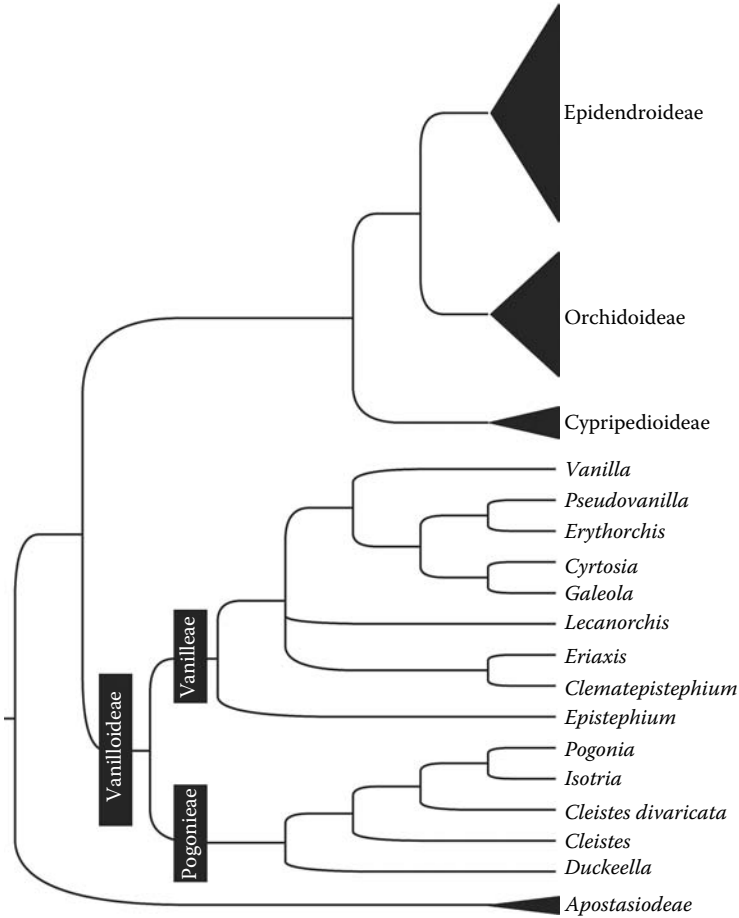 Epidendroideae
Orchidoideae
Cypripedioideae
Vanilla
Pseudovanilla
Erythorchis
Cyrtosia
Galeola
Lecanorchis
Eriaxis
Clematepistephium
Epistephium
Pogonia
Isotria
Cleistes divaricata
Cleistes
Duckeella
Apostasiodeae
Vanilloideae
Vanilleae
Pogonieae